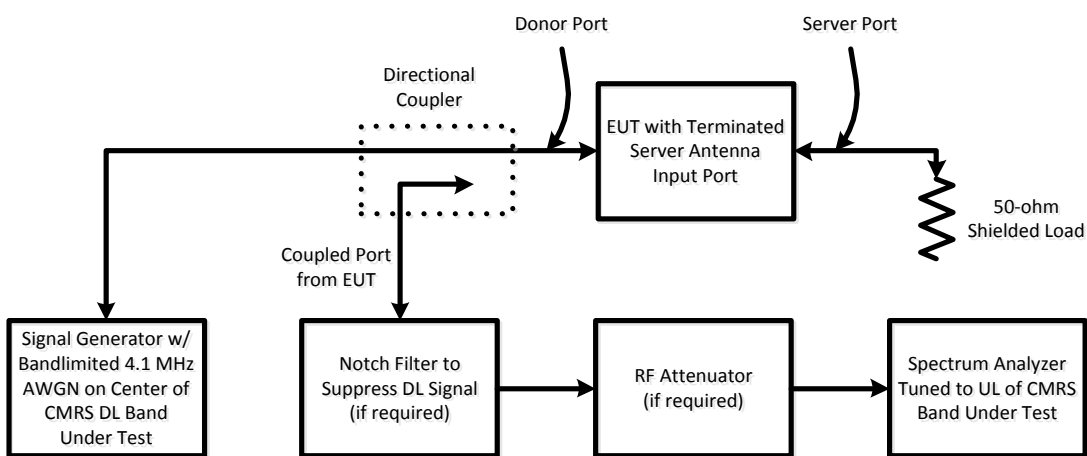 Donor Port
Server Port
Directional
Coupler
EUT with Terminated
Server Antenna
Input Port
50-ohm
Shielded Load
Coupled Port
from EUT
Signal Generator w/
Bandlimited 4.1 MHz
AWGN on Center of
CMRS DL Band
Under Test
Notch Filter to
Suppress DL Signal
(if required)
RF Attenuator
(if required)
Spectrum Analyzer
Tuned to UL of CMRS
Band Under Test